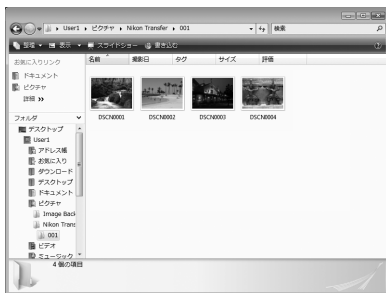 User1 ▸ ピクチャ ▸ Nikon Transfer ▸ 001
検索
整理 表示 スライドショー 書き込む
お気に入りリンク
ドキュメント
ピクチャ
詳細 »
フォルダ
デスクトップ
User1
アドレス帳
お気に入り
ダウンロード
デスクトップ
ドキュメント
ピクチャ
Image Back
Nikon Trans
001
ビデオ
ミュージック
名前 撮影日 タグ サイズ 評価
DSCN0001 DSCN0002 DSCN0003 DSCN0004
4 個の項目